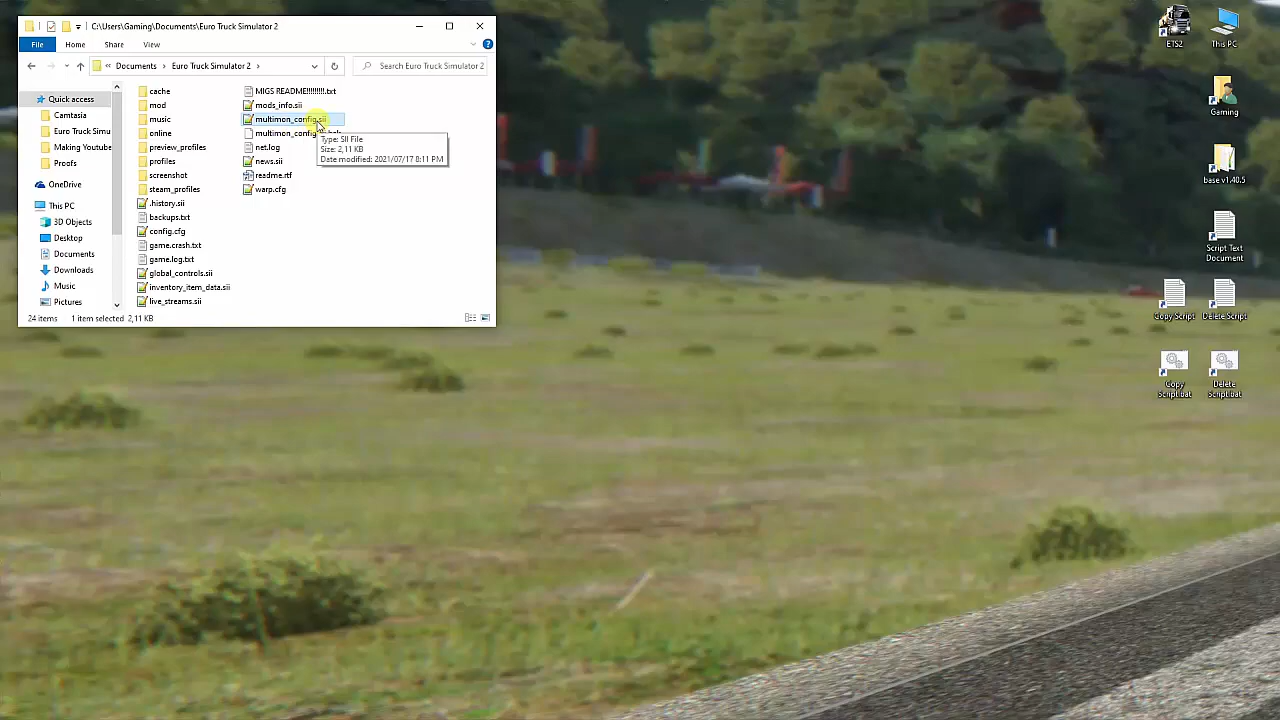 C:\Users\Gaming\Documents\Euro Truck Simulator 2
File Home Share View
Documents > Euro Truck Simulator 2 >
Search Euro Truck Simulator 2
Quick access
Camtasia
Euro Truck Simu
Making Youtube
Proofs
OneDrive
This PC
3D Objects
Desktop
Documents
Downloads
Music
Pictures
cache
mod
music
online
preview_profiles
profiles
screenshot
steam_profiles
.history.sii
backups.txt
config.cfg
game.crash.txt
game.log.txt
global_controls.sii
inventory_item_data.sii
live_streams.sii
MIGS README!!!!!!!!!.txt
mods_info.sii
multimon_config.sii
multimon_config
net.log
news.sii
readme.rtf
warp.cfg
Type: SII File
Size: 2,11 KB
Date modified: 2021/07/17 8:11 PM
24 items 1 item selected 2,11 KB
ETS2
This PC
Gaming
base v1.40.5
Script Text
Document
Copy Script
Delete Script
Copy
Script.bat
Delete
Script.bat